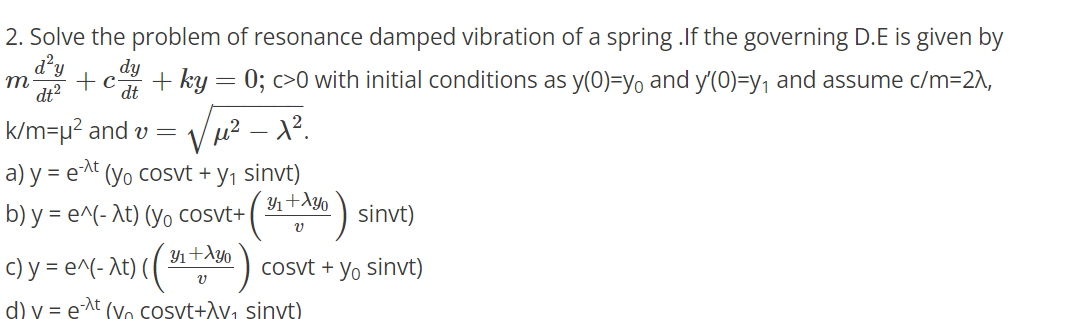 2. Solve the problem of resonance damped vibration of a spring .If the governing D.E is given by
m d²y/dt² + c dy/dt + ky = 0; c>0 with initial conditions as y(0)=y₀ and y'(0)=y₁ and assume c/m=2λ,
k/m=μ² and v = √(μ² − λ²).
a) y = e^-λt (y₀ cosvt + y₁ sinvt)
b) y = e^(- λt) (y₀ cosvt+ ((y₁+λy₀)/v) sinvt)
c) y = e^(- λt) (((y₁+λy₀)/v) cosvt + y₀ sinvt)
d) y = e^-λt (y₀ cosvt+λy₁ sinvt)